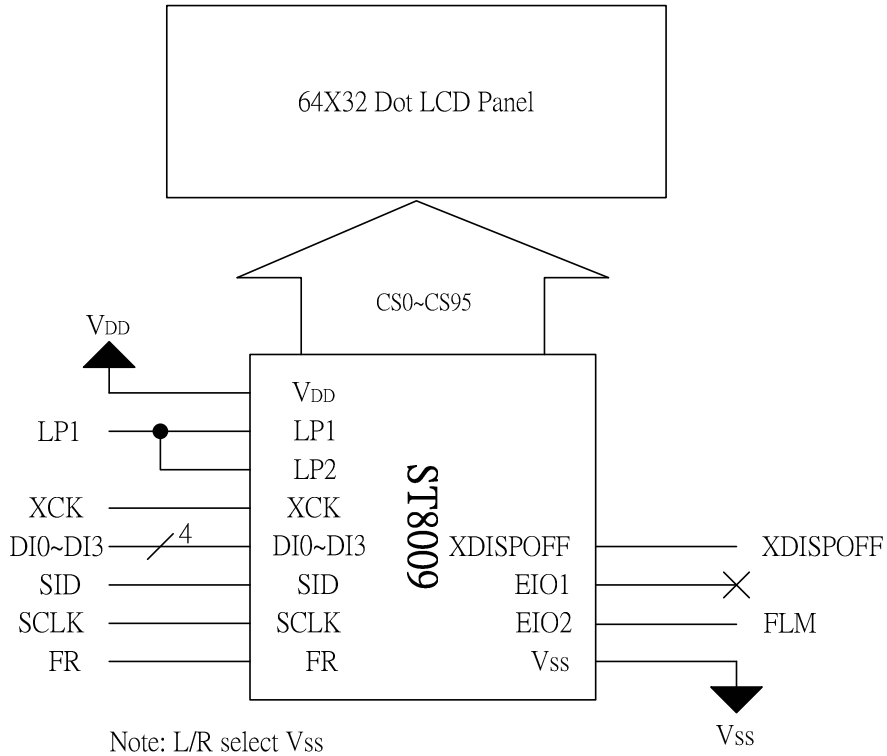 64X32 Dot LCD Panel
CS0~CS95
VDD
VDD
LP1
LP1
LP2
XCK
XCK
DI0~DI3
4
DI0~DI3
SID
SID
SCLK
SCLK
FR
FR
ST8009
XDISPOFF
XDISPOFF
EIO1
EIO2
FLM
Vss
Vss
Note: L/R select Vss